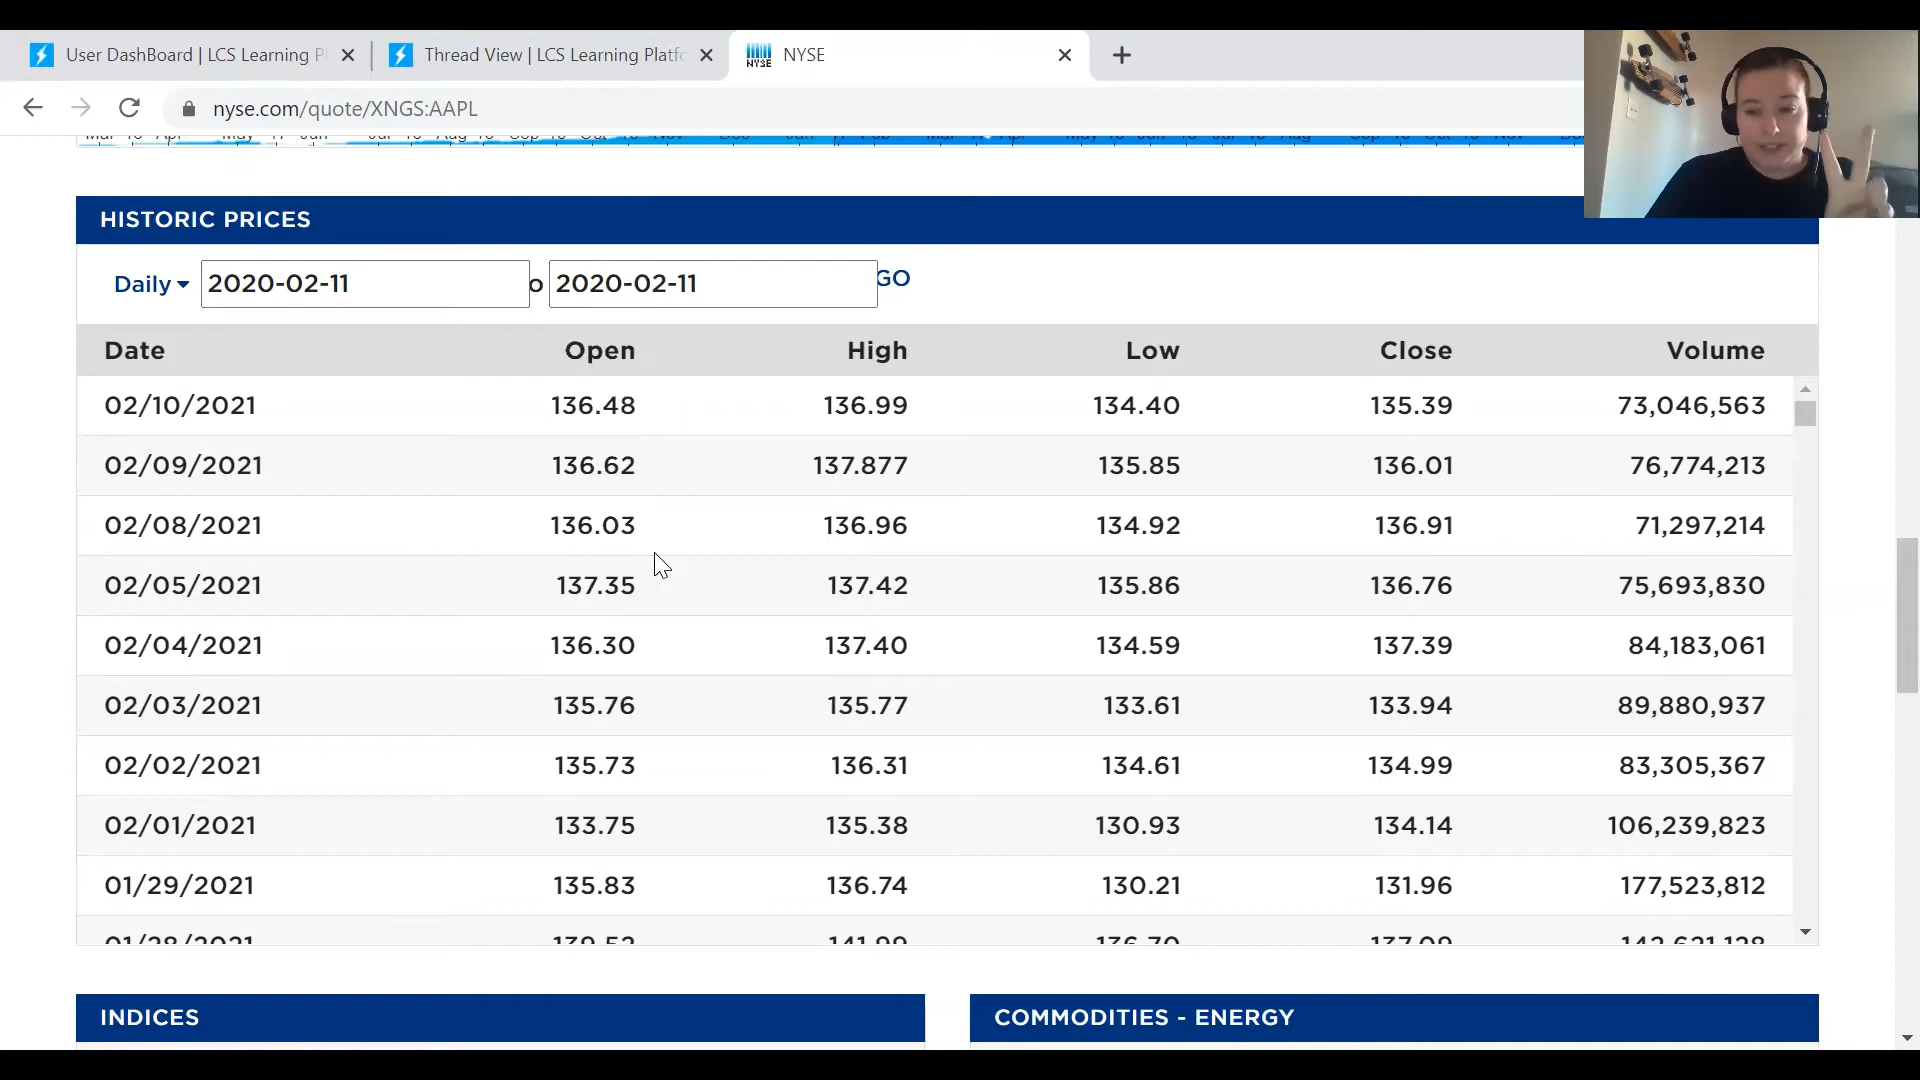 User DashBoard | LCS Learning Pl
Thread View | LCS Learning Platfo
NYSE
NYSE
nyse.com/quote/XNGS:AAPL
HISTORIC PRICES
Daily 2020-02-11 o 2020-02-11 GO
Date Open High Low Close Volume
02/10/2021 136.48 136.99 134.40 135.39 73,046,563
02/09/2021 136.62 137.877 135.85 136.01 76,774,213
02/08/2021 136.03 136.96 134.92 136.91 71,297,214
02/05/2021 137.35 137.42 135.86 136.76 75,693,830
02/04/2021 136.30 137.40 134.59 137.39 84,183,061
02/03/2021 135.76 135.77 133.61 133.94 89,880,937
02/02/2021 135.73 136.31 134.61 134.99 83,305,367
02/01/2021 133.75 135.38 130.93 134.14 106,239,823
01/29/2021 135.83 136.74 130.21 131.96 177,523,812
INDICES
COMMODITIES - ENERGY